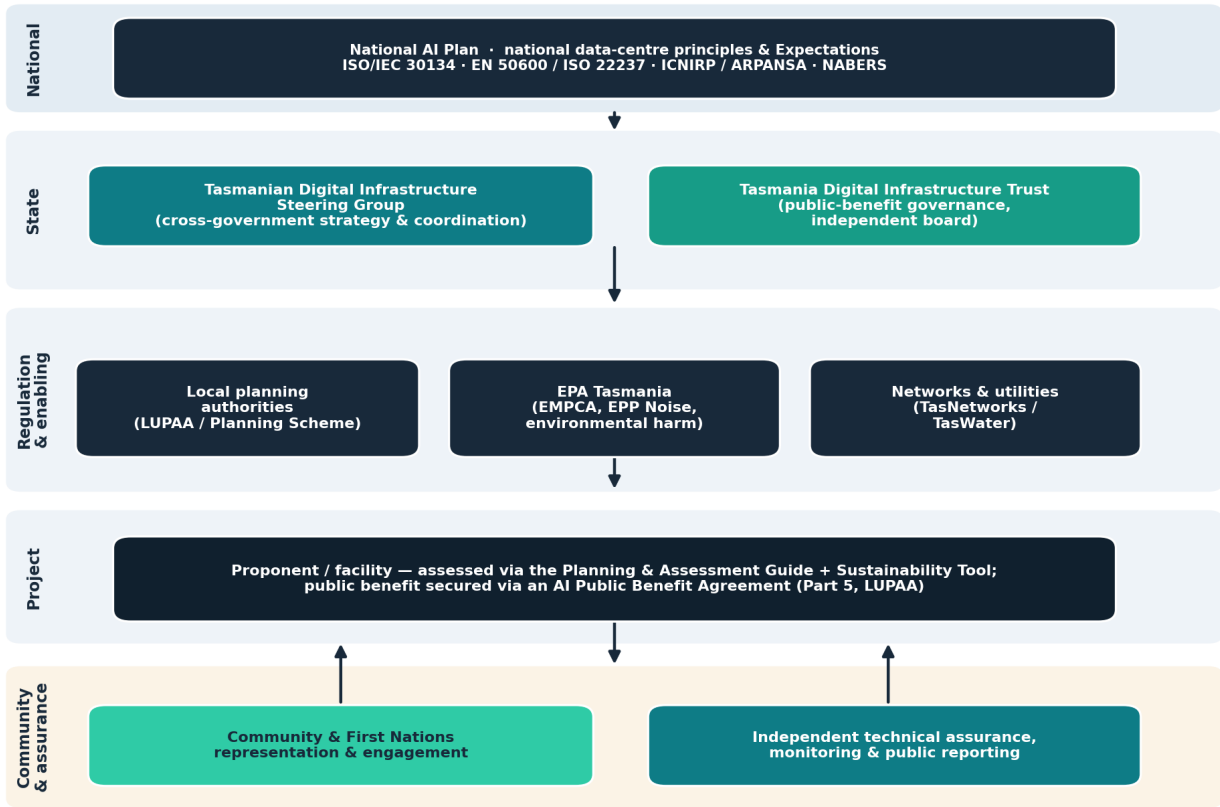 National
National AI Plan · national data-centre principles & Expectations
ISO/IEC 30134 · EN 50600 / ISO 22237 · ICNIRP / ARPANSA · NABERS
State
Tasmanian Digital Infrastructure
Steering Group
(cross-government strategy & coordination)
Tasmania Digital Infrastructure Trust
(public-benefit governance,
independent board)
Regulation
& enabling
Local planning
authorities
(LUPAA / Planning Scheme)
EPA Tasmania
(EMPCA, EPP Noise,
environmental harm)
Networks & utilities
(TasNetworks /
TasWater)
Project
Proponent / facility — assessed via the Planning & Assessment Guide + Sustainability Tool;
public benefit secured via an AI Public Benefit Agreement (Part 5, LUPAA)
Community
& assurance
Community & First Nations
representation & engagement
Independent technical assurance,
monitoring & public reporting